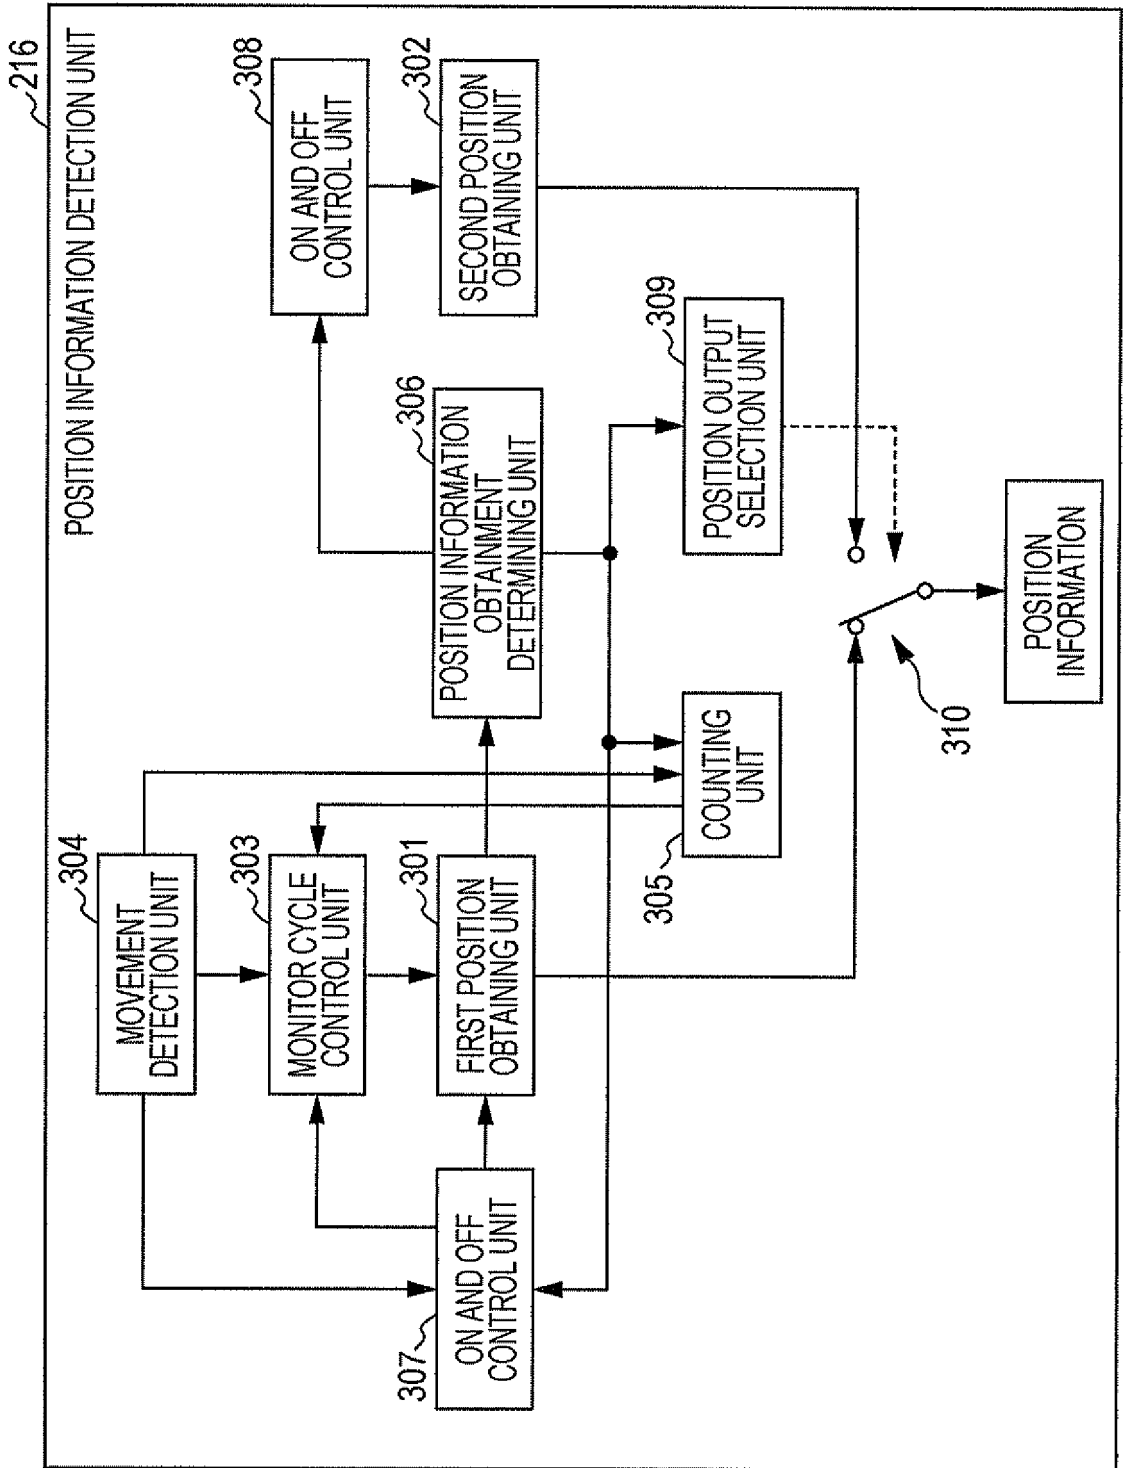 216
POSITION INFORMATION DETECTION UNIT
304
MOVEMENT
DETECTION UNIT
307
ON AND OFF
CONTROL UNIT
303
MONITOR CYCLE
CONTROL UNIT
301
FIRST POSITION
OBTAINING UNIT
305
COUNTING
UNIT
306
POSITION INFORMATION
OBTAINMENT
DETERMINING UNIT
308
ON AND OFF
CONTROL UNIT
302
SECOND POSITION
OBTAINING UNIT
309
POSITION OUTPUT
SELECTION UNIT
310
POSITION
INFORMATION